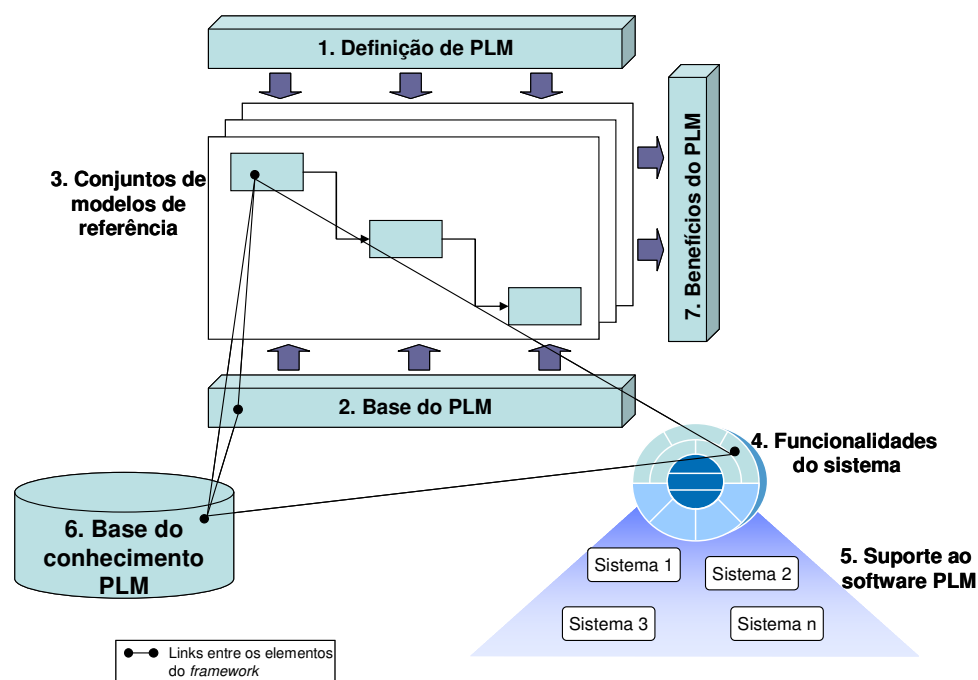 1. Definição de PLM
7. Benefícios do PLM
3. Conjuntos de
modelos de
referência
2. Base do PLM
4. Funcionalidades
do sistema
6. Base do
conhecimento
PLM
5. Suporte ao
software PLM
Sistema 1
Sistema 2
Sistema 3
Sistema n
Links entre os elementos
do framework